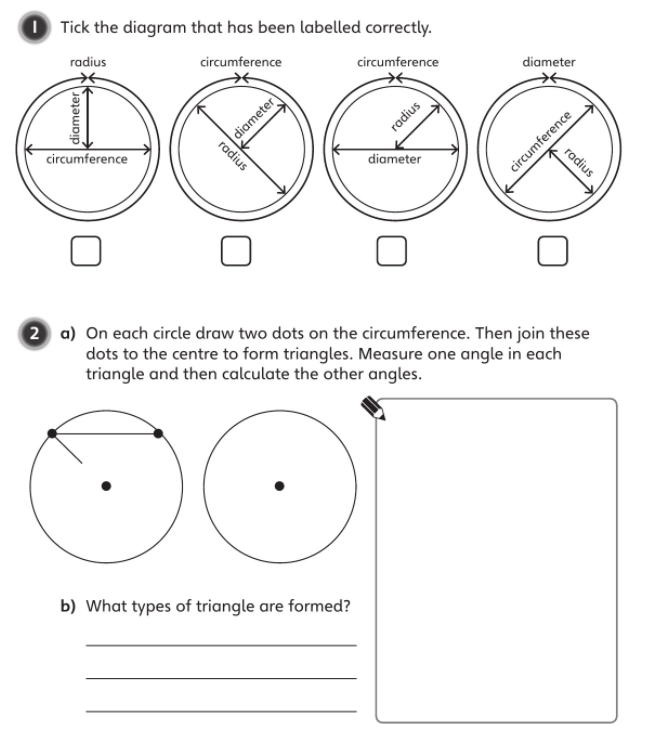 1 Tick the diagram that has been labelled correctly.
radius circumference circumference diameter
diameter diameter radius circumference
circumference radius diameter radius
2 a) On each circle draw two dots on the circumference. Then join these
dots to the centre to form triangles. Measure one angle in each
triangle and then calculate the other angles.
b) What types of triangle are formed?